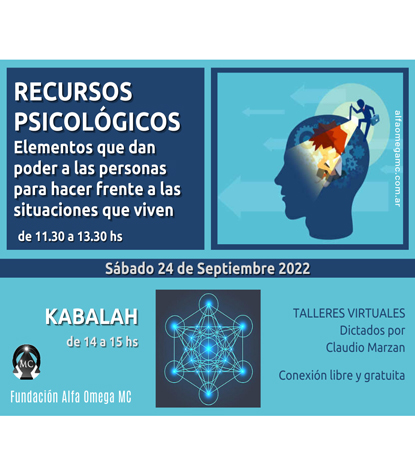 RECURSOS
PSICOLÓGICOS
Elementos que dan
poder a las personas
para hacer frente a las
situaciones que viven
de 11.30 a 13.30 hs
alfaomegamc.com.ar
Sábado 24 de Septiembre 2022
KABALAH
de 14 a 15 hs
MC
Fundación Alfa Omega MC
TALLERES VIRTUALES
Dictados por
Claudio Marzan
Conexión libre y gratuita